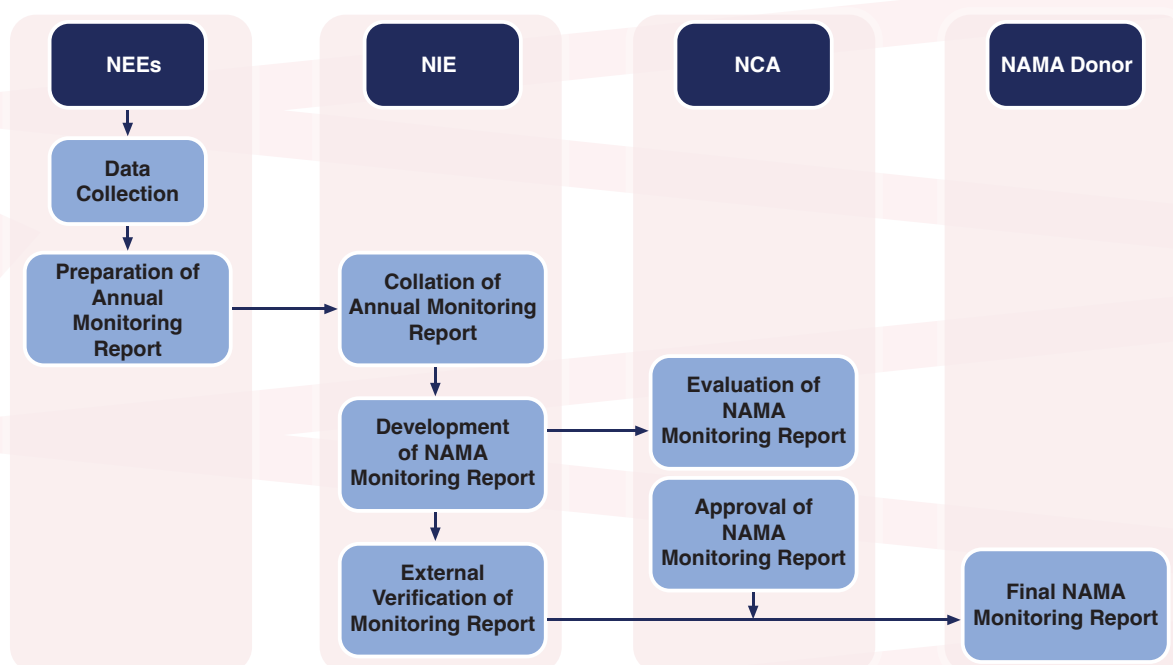 NEEs
NIE
NCA
NAMA Donor
Data
Collection
Preparation of
Annual
Monitoring
Report
Collation of
Annual Monitoring
Report
Development
of NAMA
Monitoring Report
Evaluation of
NAMA
Monitoring Report
Approval of
NAMA
Monitoring Report
External
Verification of
Monitoring Report
Final NAMA
Monitoring Report